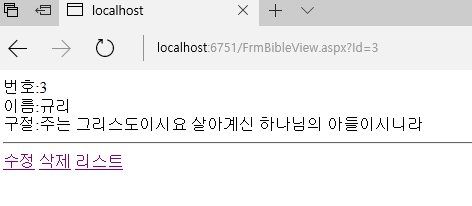 localhost
localhost:6751/FrmBibleView.aspx?Id=3
번호:3
이름:규리
구절:주는 그리스도이시요 살아계신 하나님의 아들이시니라
수정 삭제 리스트